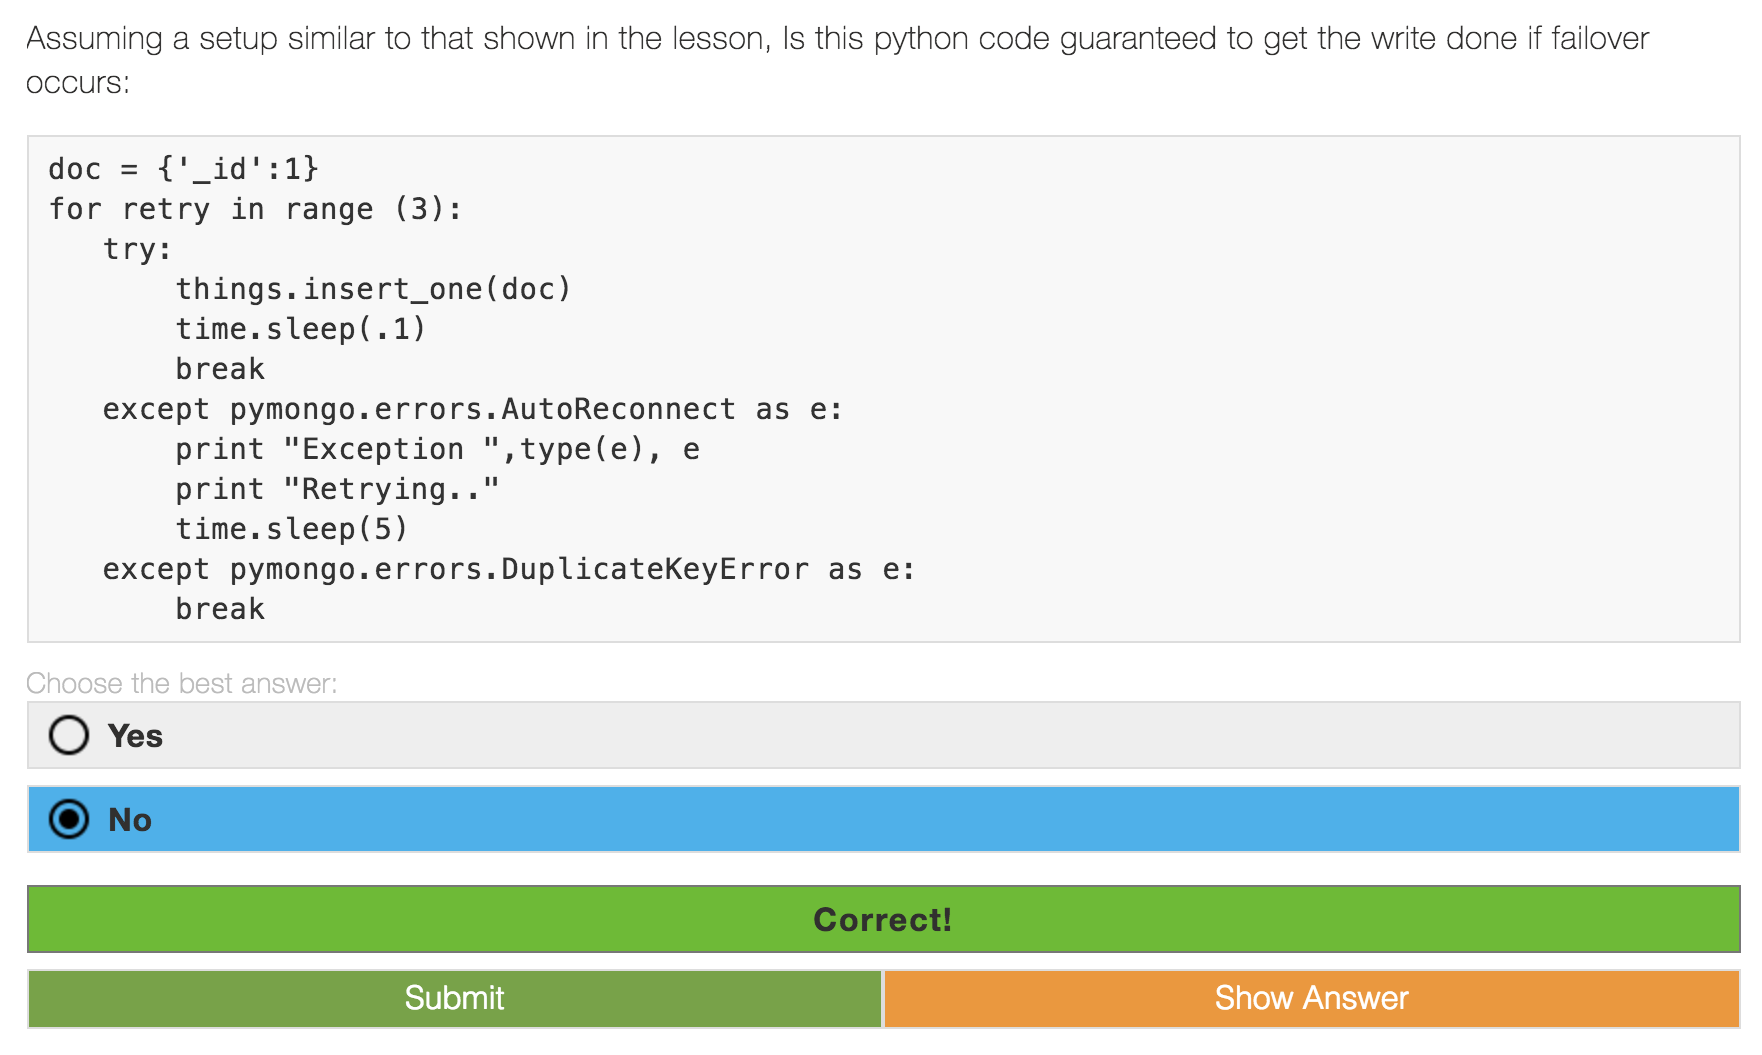 Assuming a setup similar to that shown in the lesson, Is this python code guaranteed to get the write done if failover
occurs:
doc = {'_id':1}
for retry in range (3):
   try:
       things.insert_one(doc)
       time.sleep(.1)
       break
   except pymongo.errors.AutoReconnect as e:
       print "Exception ",type(e), e
       print "Retrying.."
       time.sleep(5)
   except pymongo.errors.DuplicateKeyError as e:
       break
Choose the best answer:
Yes
No
Correct!
Submit
Show Answer